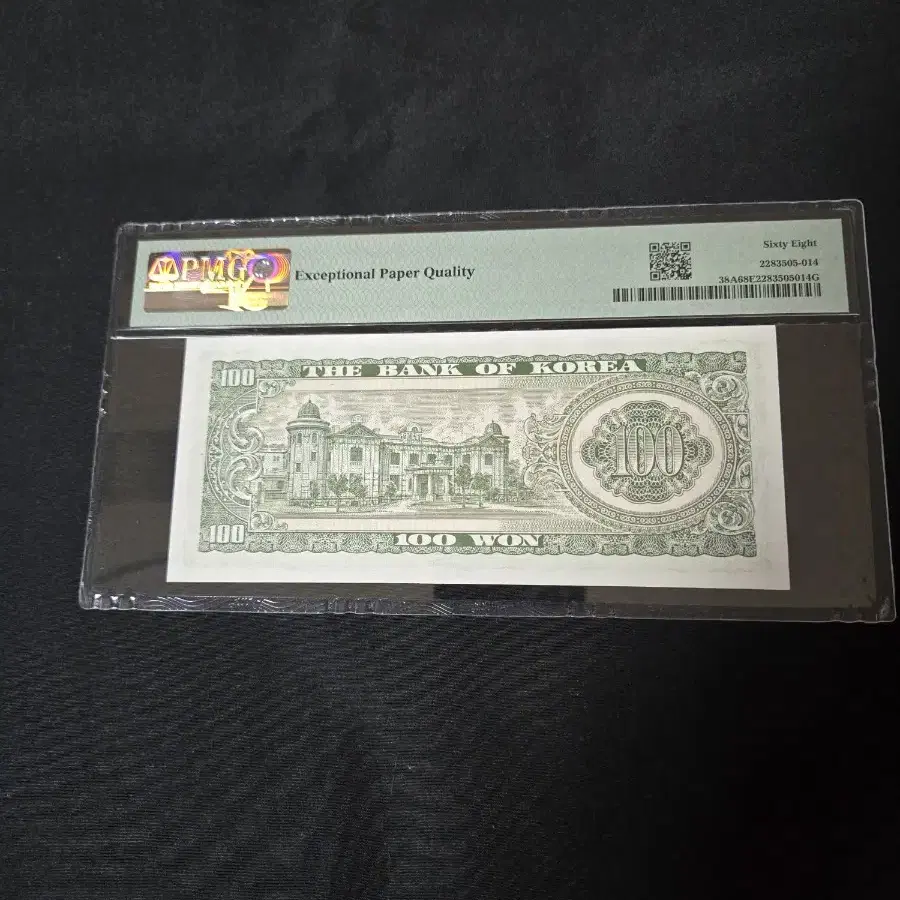 PMG
Exceptional Paper Quality
Sixty Eight
2283505-014
38A68E2283505014G
100
THE BANK OF KOREA
100
100
100 WON